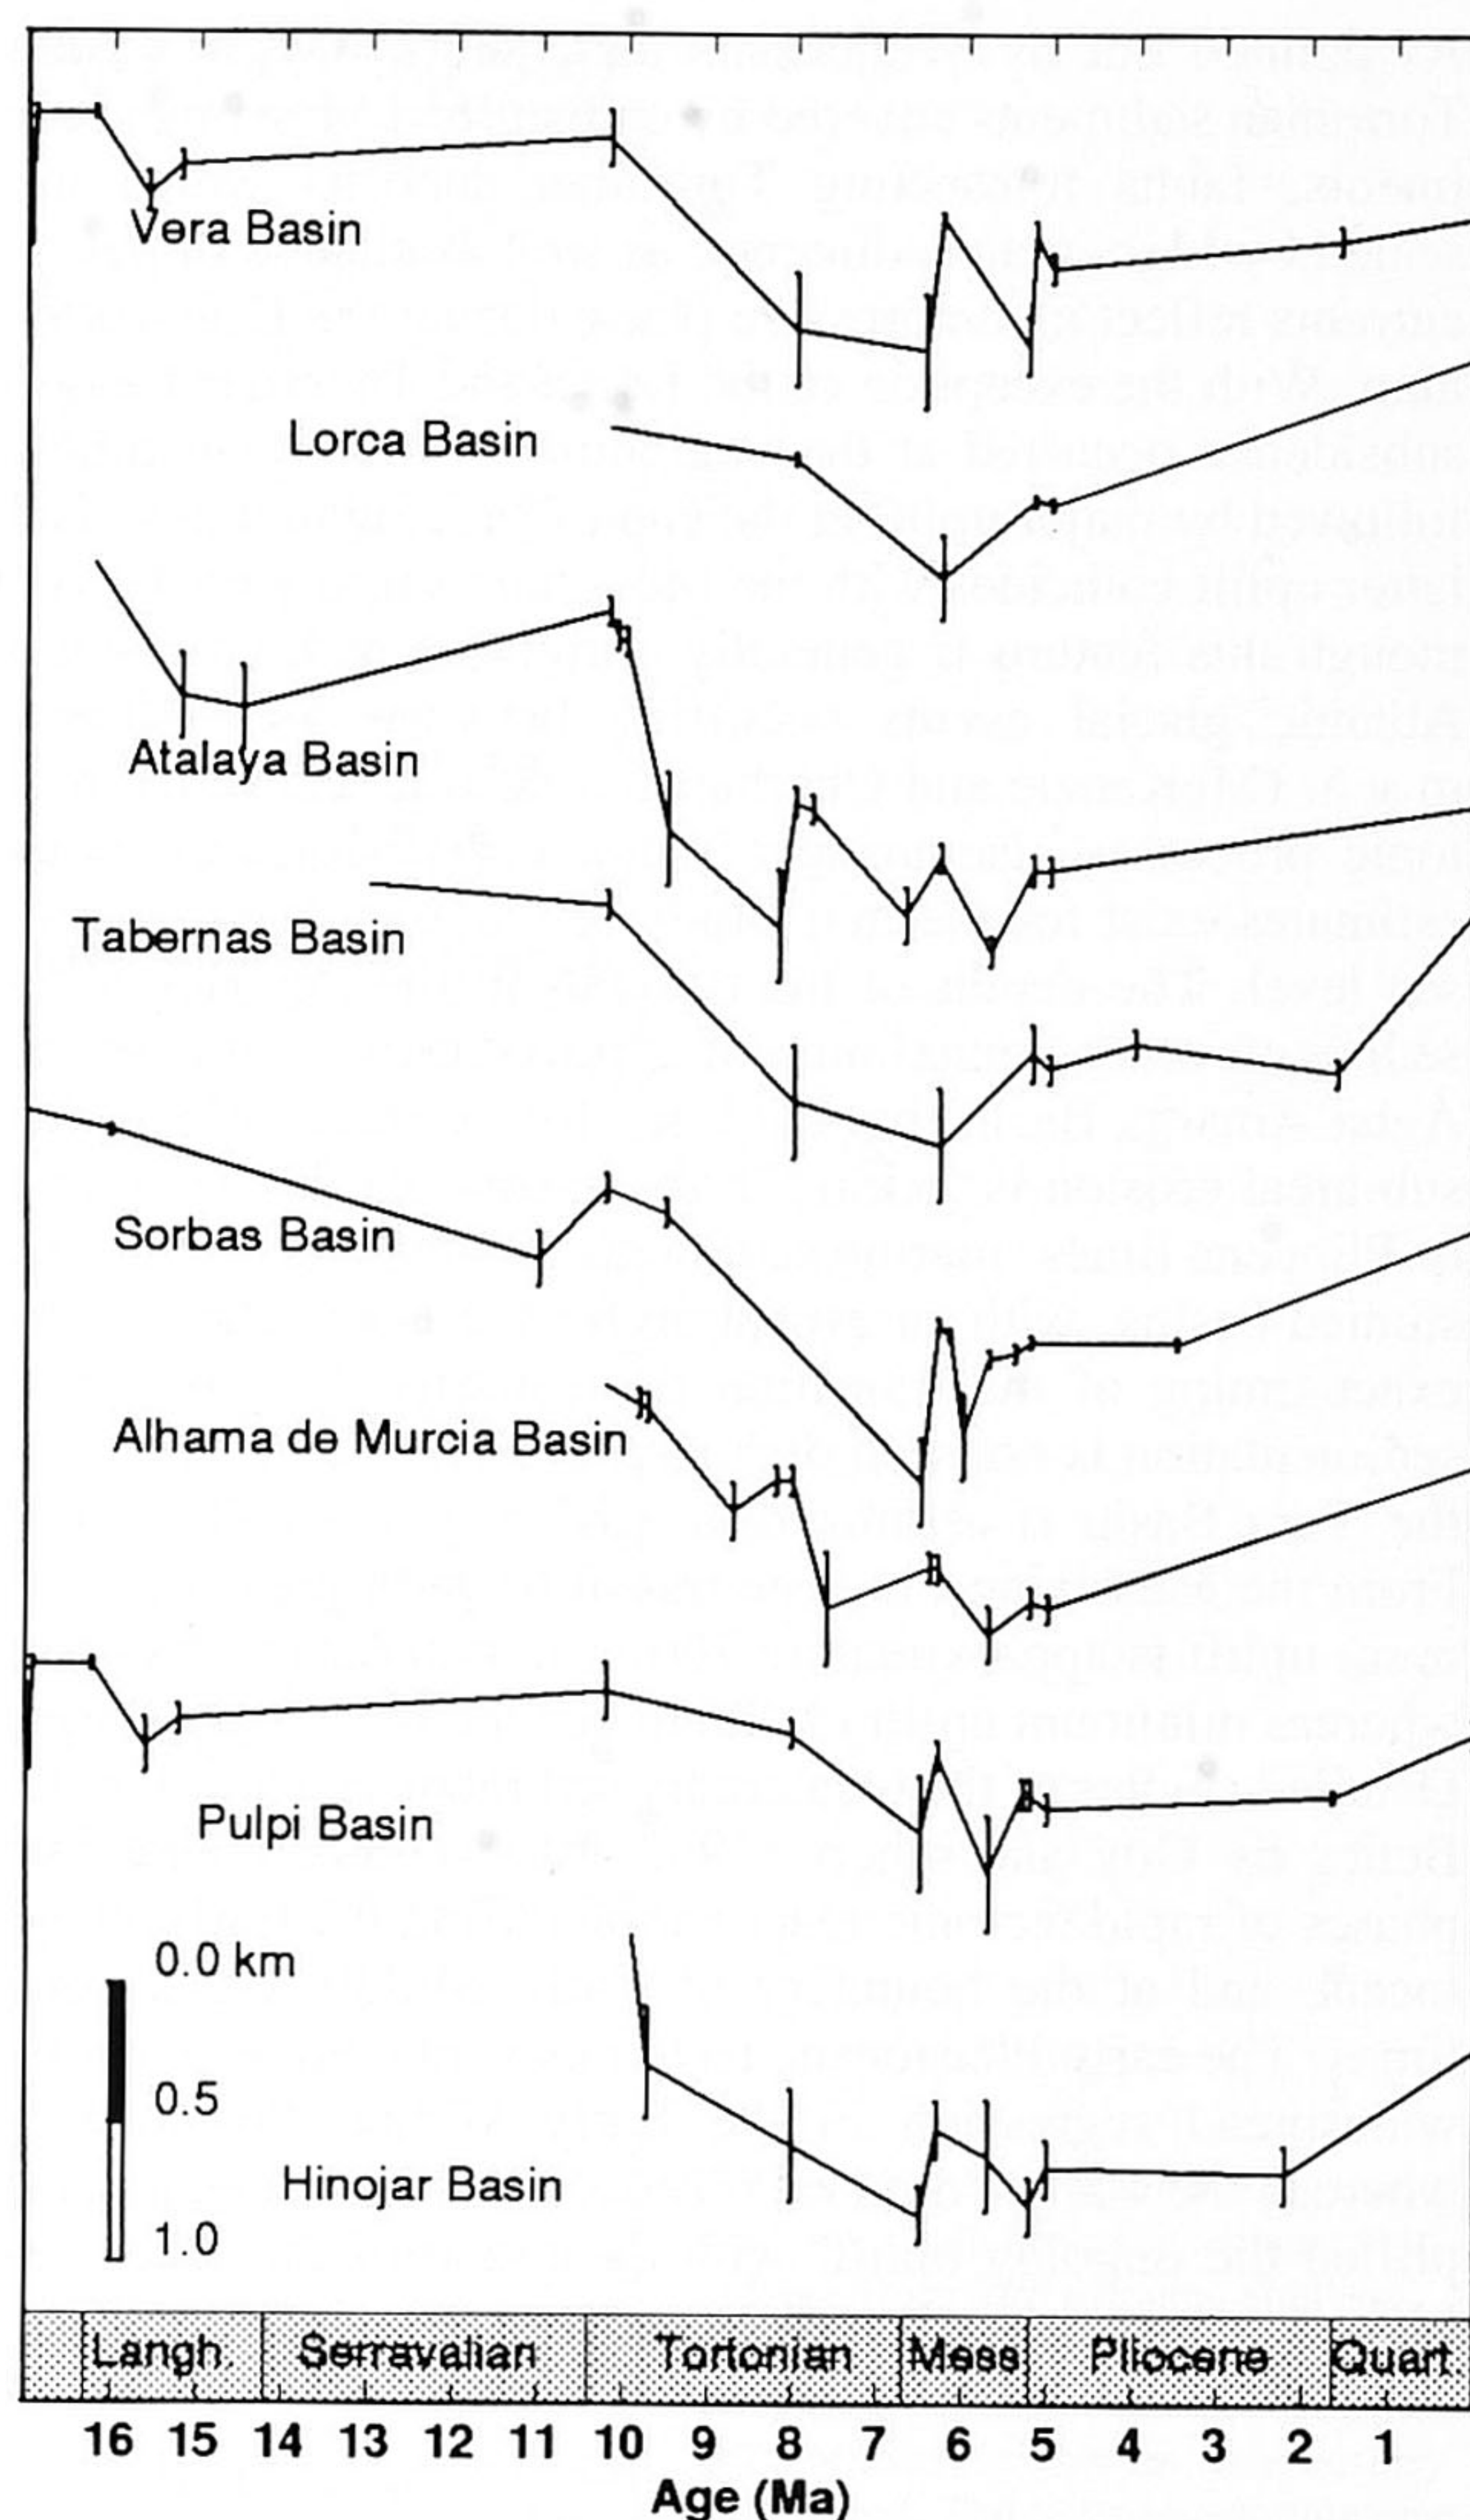 Vera Basin
Lorca Basin
Atalaya Basin
Tabernas Basin
Sorbas Basin
Alhama de Murcia Basin
Pulpi Basin
0.0 km
0.5
Hinojar Basin
1.0
Langh. Serravalian Tortonian Mess Pliocene Quart
16 15 14 13 12 11 10 9 8 7 6 5 4 3 2 1
Age (Ma)